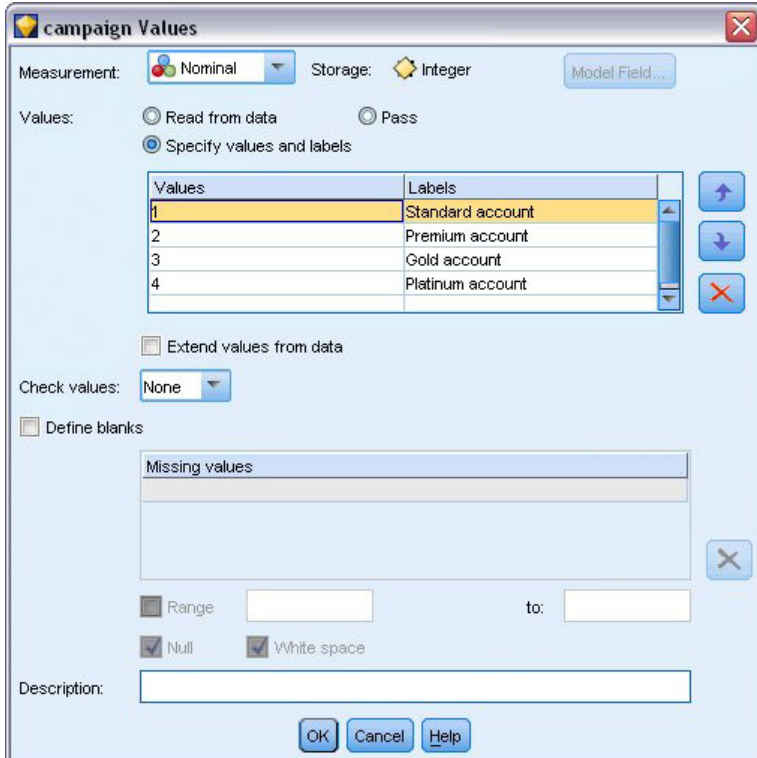 campaign Values
Measurement: Nominal Storage: Integer Model Field...
Values: Read from data Pass
Specify values and labels
Values Labels
1 Standard account
2 Premium account
3 Gold account
4 Platinum account
Extend values from data
Check values: None
Define blanks
Missing values
Range to:
Null White space
Description:
OK Cancel Help